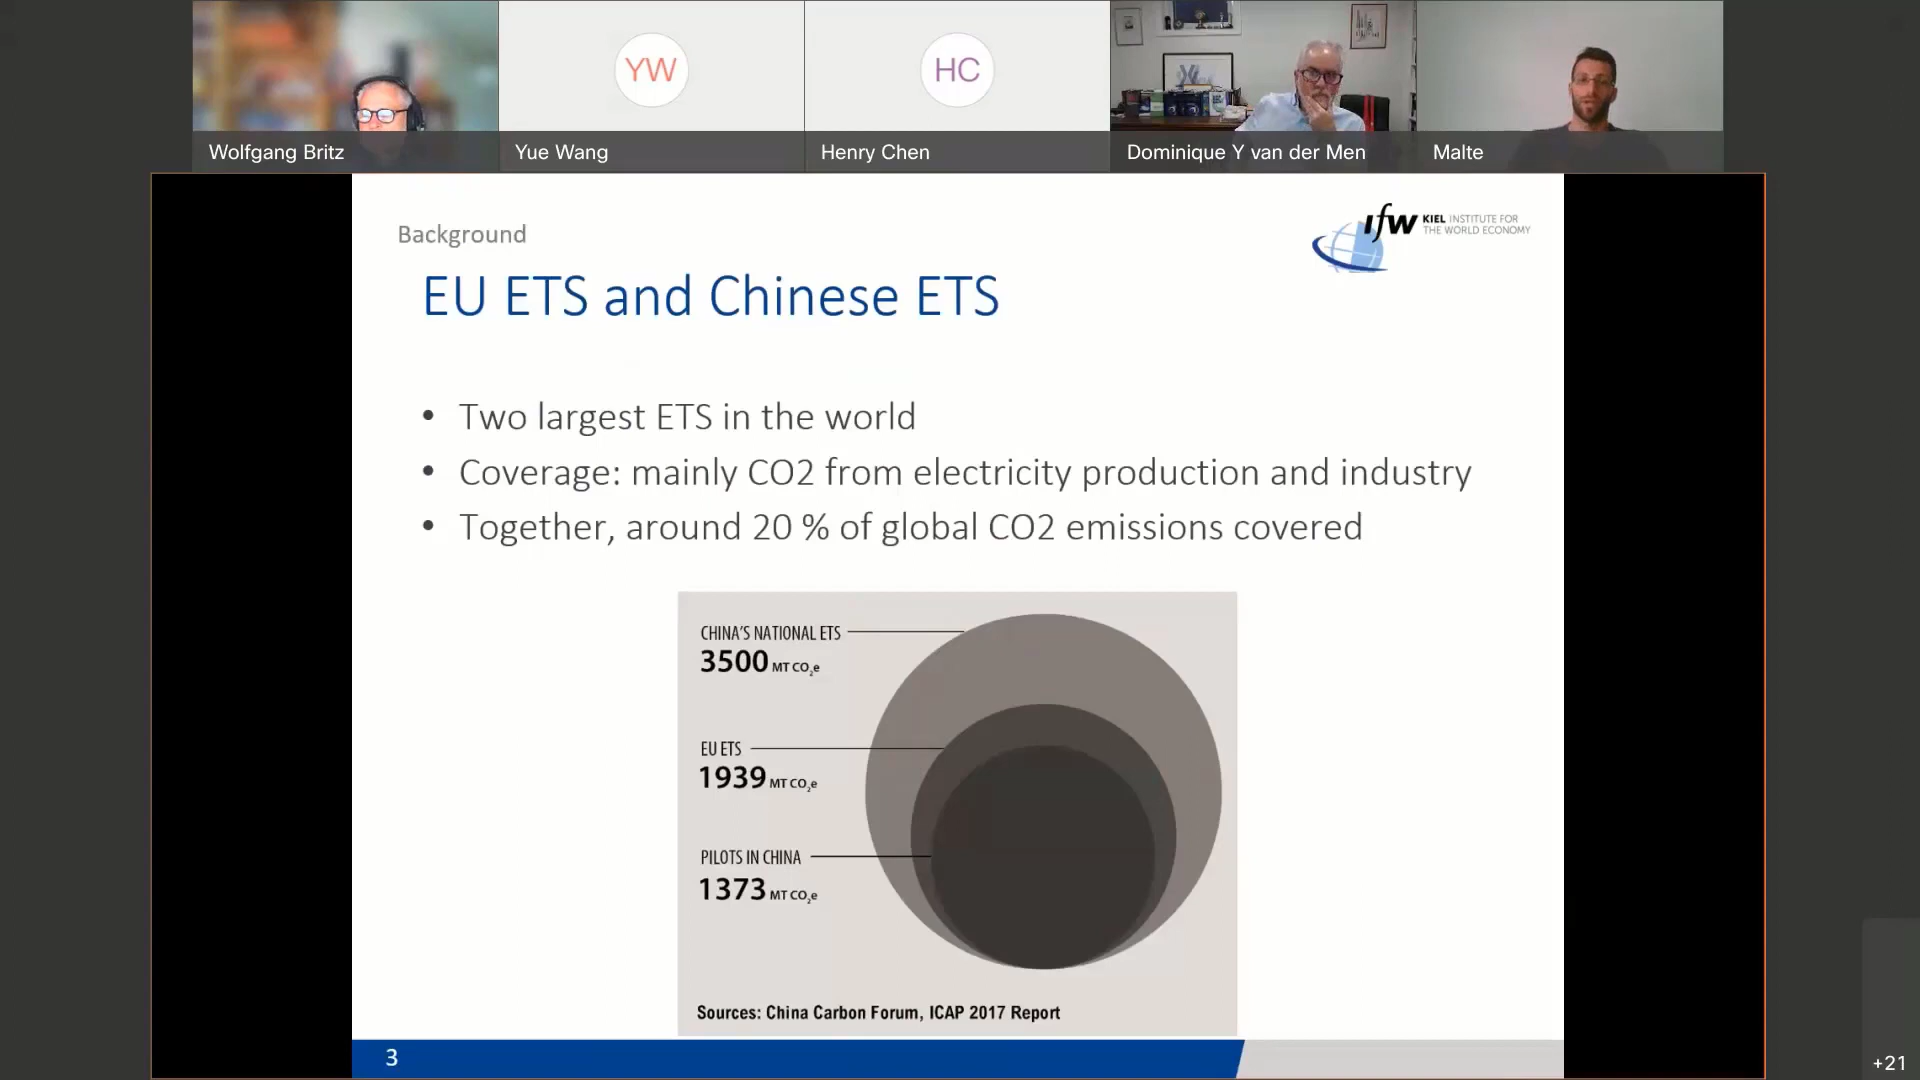 YW
HC
Wolfgang Britz
Yue Wang
Henry Chen
Dominique Y van der Men
Malte
Background
ifw KIEL INSTITUTE FOR
THE WORLD ECONOMY
EU ETS and Chinese ETS
• Two largest ETS in the world
• Coverage: mainly CO2 from electricity production and industry
• Together, around 20 % of global CO2 emissions covered
CHINA'S NATIONAL ETS
3500 MT CO₂e
EU ETS
1939 MT CO₂e
PILOTS IN CHINA
1373 MT CO₂e
Sources: China Carbon Forum, ICAP 2017 Report
3
+21